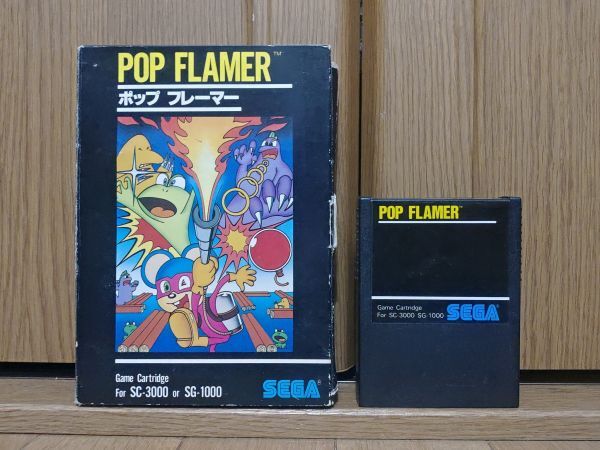 POP FLAMER™
ポップ フレーマー
Game Cartridge
For SC-3000 or SG-1000
SEGA®
POP FLAMER™
Game Cartridge
For SC-3000 SG-1000
SEGA